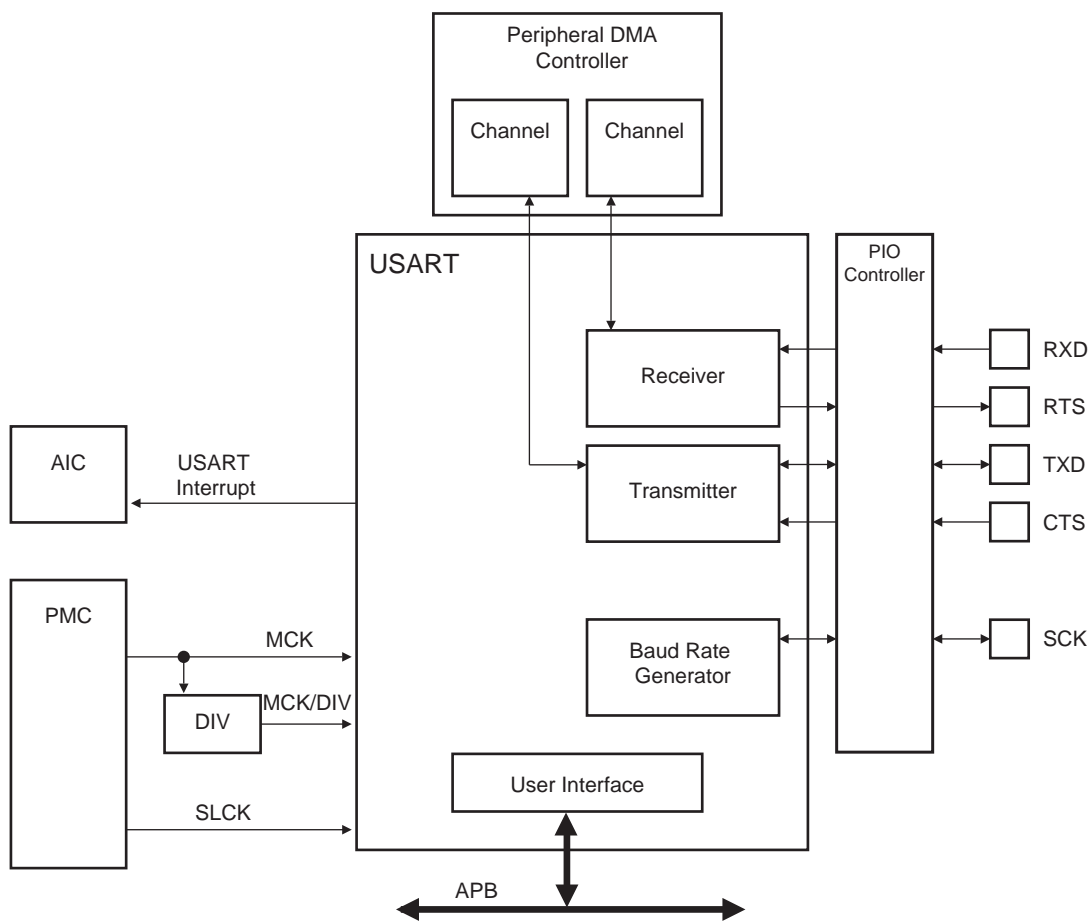 Peripheral DMA
Controller
Channel
Channel
USART
PIO
Controller
Receiver
RXD
RTS
AIC
USART
Interrupt
Transmitter
TXD
CTS
PMC
MCK
Baud Rate
Generator
SCK
DIV
MCK/DIV
User Interface
SLCK
APB